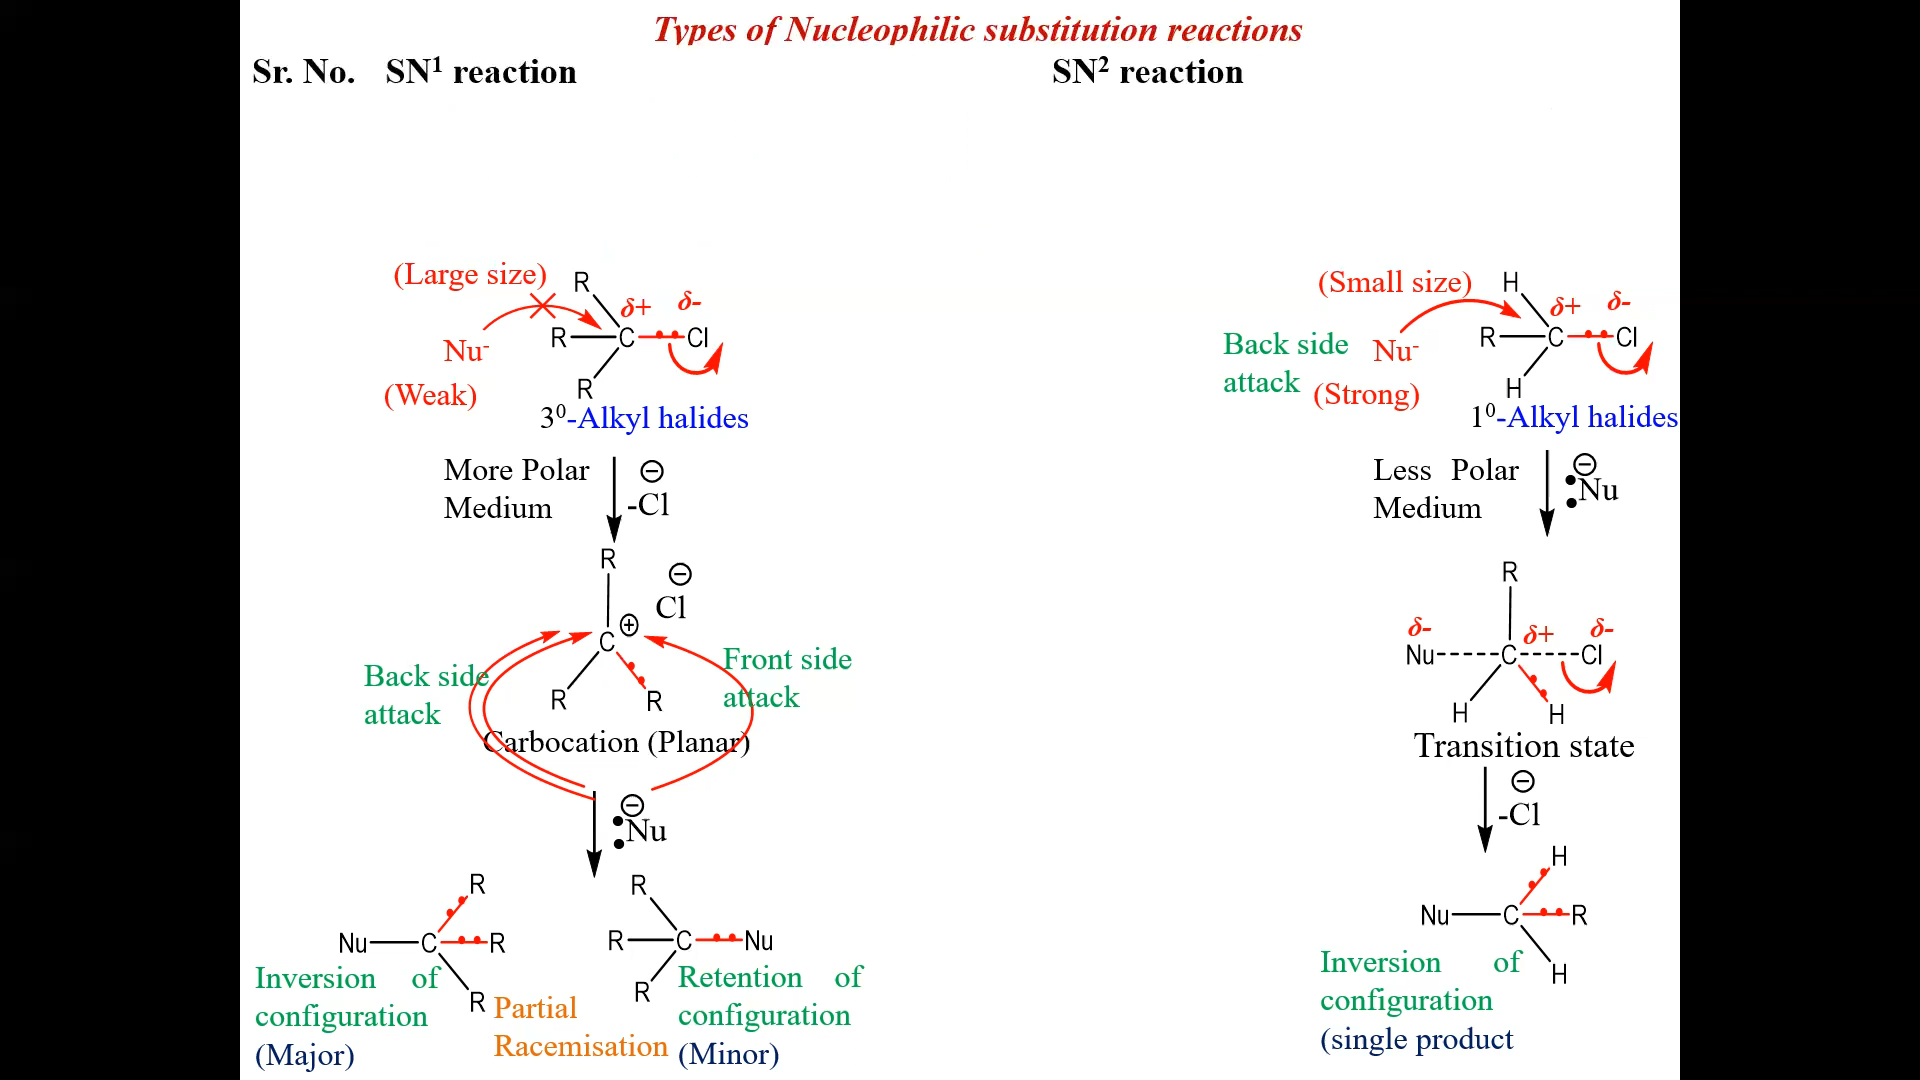 Types of Nucleophilic substitution reactions
Sr. No. SN¹ reaction SN² reaction
(Large size)
R
δ+ δ-
R C Cl
Nu⁻
(Weak)
R
3⁰-Alkyl halides
More Polar
Medium
⊖
-Cl
R
⊖
Cl
⊕
C
Back side
attack
Front side
attack
R R
Carbocation (Planar)
⊖
:Nu
R
Nu C R
R
Inversion of
configuration
(Major)
Partial
Racemisation
R
R C Nu
R
Retention of
configuration
(Minor)
(Small size)
H
δ+ δ-
R C Cl
Back side
attack
Nu⁻
(Strong)
H
1⁰-Alkyl halides
Less Polar
Medium
⊖
:Nu
R
δ- δ+ δ-
Nu C Cl
H H
Transition state
⊖
-Cl
H
Nu C R
H
Inversion of
configuration
(single product